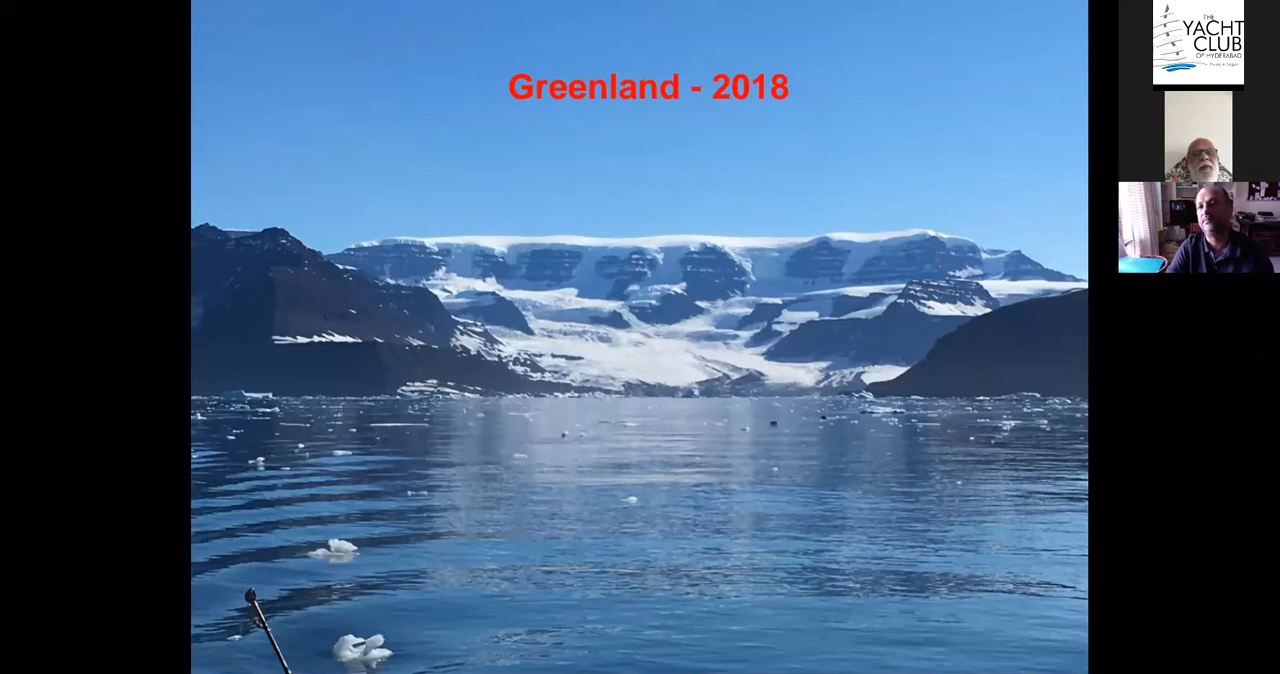 Greenland - 2018
THE
YACHT
CLUB
OF HYDERABAD